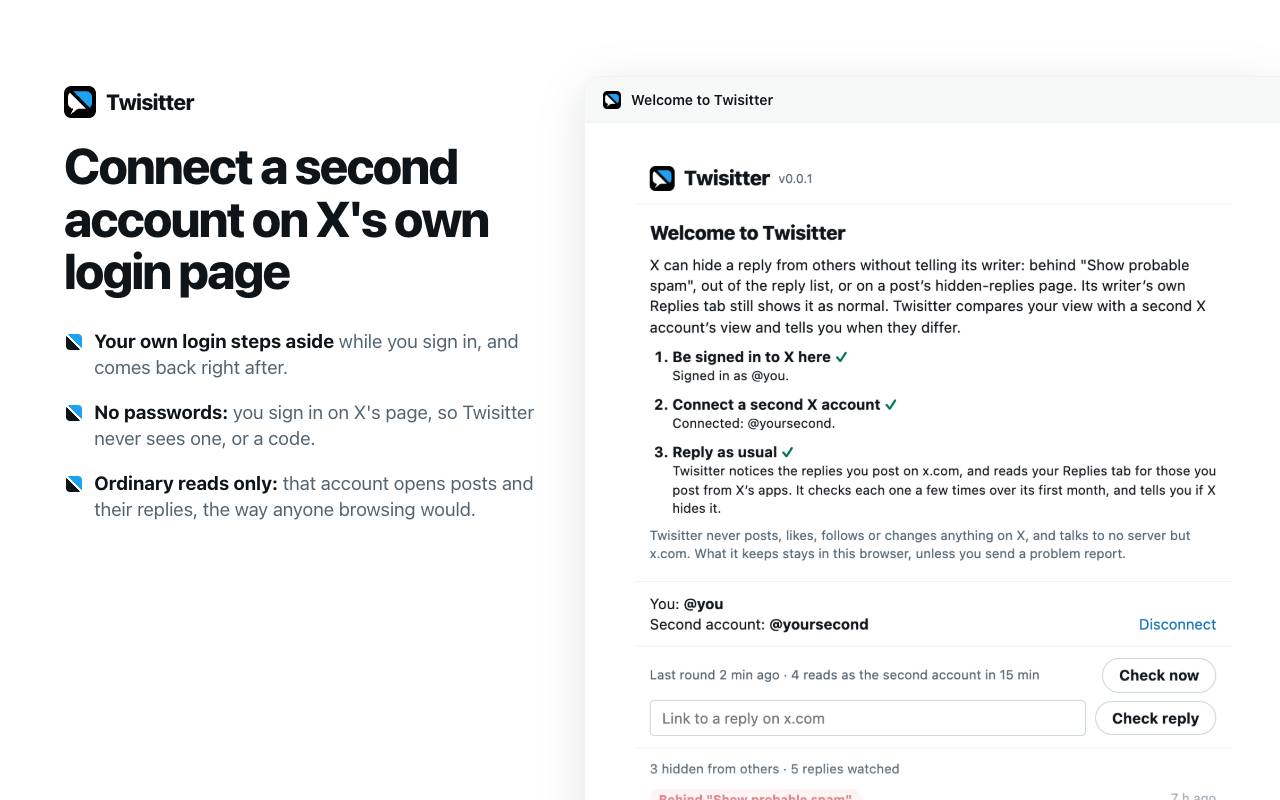 Twisitter
Connect a second
account on X's own
login page
Your own login steps aside while you sign in, and
comes back right after.
No passwords: you sign in on X's page, so Twisitter
never sees one, or a code.
Ordinary reads only: that account opens posts and
their replies, the way anyone browsing would.
Welcome to Twisitter
Twisitter v0.0.1
Welcome to Twisitter
X can hide a reply from others without telling its writer: behind "Show probable
spam", out of the reply list, or on a post’s hidden-replies page. Its writer’s own
Replies tab still shows it as normal. Twisitter compares your view with a second X
account’s view and tells you when they differ.
1. Be signed in to X here ✓
Signed in as @you.
2. Connect a second X account ✓
Connected: @yoursecond.
3. Reply as usual ✓
Twisitter notices the replies you post on x.com, and reads your Replies tab for those you
post from X’s apps. It checks each one a few times over its first month, and tells you if X
hides it.
Twisitter never posts, likes, follows or changes anything on X, and talks to no server but
x.com. What it keeps stays in this browser, unless you send a problem report.
You: @you
Second account: @yoursecond
Disconnect
Last round 2 min ago · 4 reads as the second account in 15 min
Check now
Link to a reply on x.com
Check reply
3 hidden from others · 5 replies watched
Behind "Show probable spam"
7 h ago